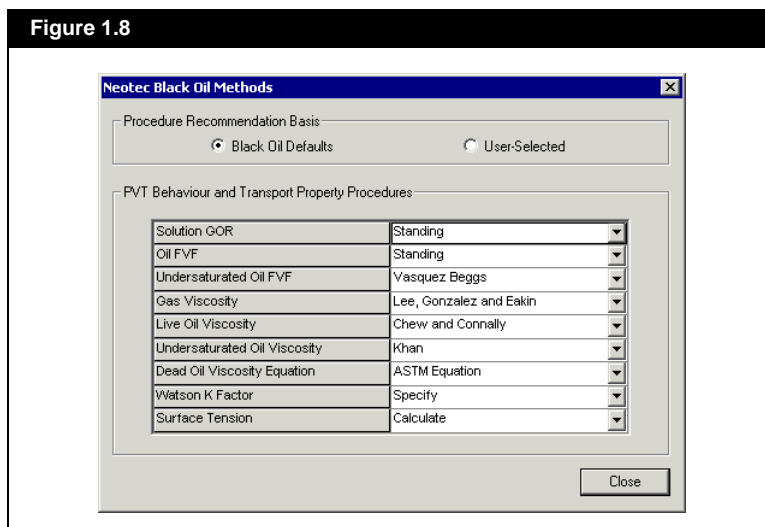 Figure 1.8
Neotec Black Oil Methods
Procedure Recommendation Basis
Black Oil Defaults User-Selected
PVT Behaviour and Transport Property Procedures
Solution GOR Standing
Oil FVF Standing
Undersaturated Oil FVF Vasquez Beggs
Gas Viscosity Lee, Gonzalez and Eakin
Live Oil Viscosity Chew and Connally
Undersaturated Oil Viscosity Khan
Dead Oil Viscosity Equation ASTM Equation
Watson K Factor Specify
Surface Tension Calculate
Close